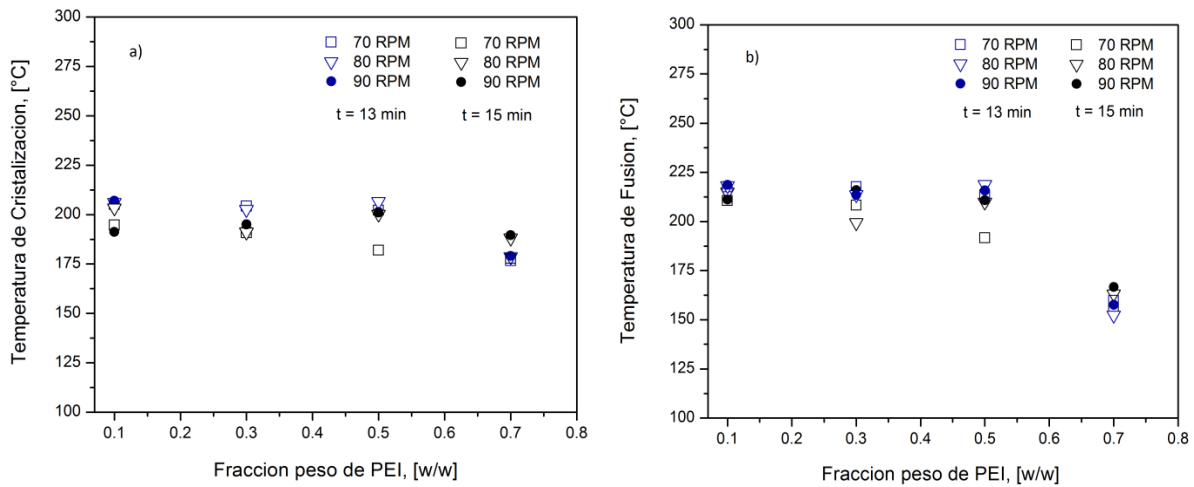 a)
70 RPM 70 RPM
80 RPM 80 RPM
90 RPM 90 RPM
t = 13 min t = 15 min
Temperatura de Cristalizacion, [°C]
300
275
250
225
200
175
150
125
100
0.1 0.2 0.3 0.4 0.5 0.6 0.7 0.8
Fraccion peso de PEI, [w/w]
b)
70 RPM 70 RPM
80 RPM 80 RPM
90 RPM 90 RPM
t = 13 min t = 15 min
Temperatura de Fusion, [°C]
300
275
250
225
200
175
150
125
100
0.1 0.2 0.3 0.4 0.5 0.6 0.7 0.8
Fraccion peso de PEI, [w/w]